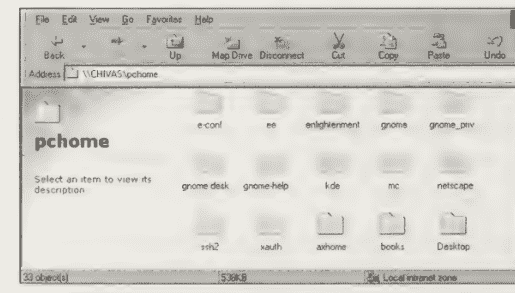 File Edit View Go Favorites Help
Back Up Map Drive Disconnect Cut Copy Paste Undo
Address \\CHIVAS\pchome
pchome
Select an item to view its
description
e-conf ee enlightenment gnome gnome_priv
gnome desk gnome-help kde mc netscape
ssh2 xauth axhome books Desktop
33 object(s) 538KB Local intranet zone